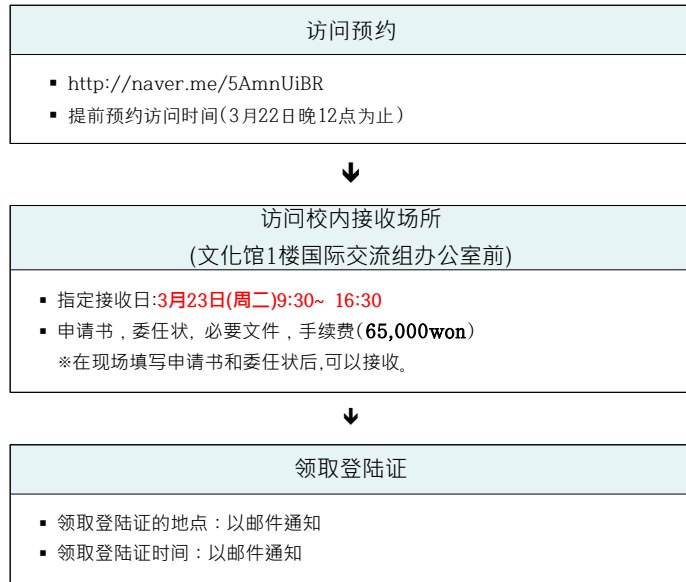 访问预约
▪ http://naver.me/5AmnUiBR
▪ 提前预约访问时间(3月22日晚12点为止)
访问校内接收场所
(文化馆1楼国际交流组办公室前)
▪ 指定接收日:3月23日(周二)9:30~ 16:30
▪ 申请书 , 委任状, 必要文件 , 手续费(65,000won)
※在现场填写申请书和委任状后,可以接收。
领取登陆证
▪ 领取登陆证的地点：以邮件通知
▪ 领取登陆证时间：以邮件通知